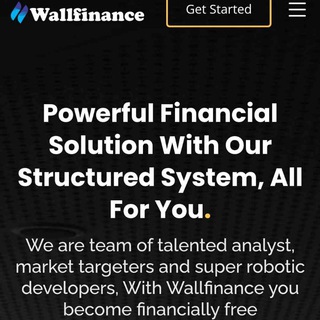 Wallfinance
Get Started
Powerful Financial
Solution With Our
Structured System, All
For You.
We are team of talented analyst,
market targeters and super robotic
developers, With Wallfinance you
become financially free